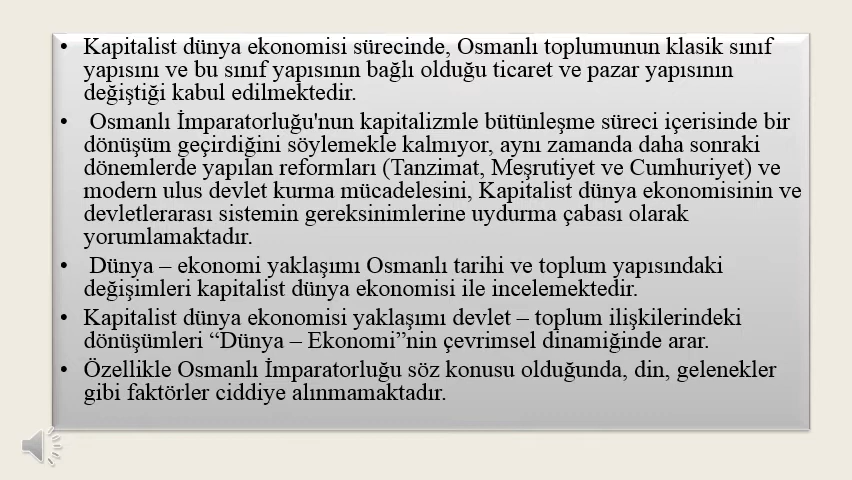 • Kapitalist dünya ekonomisi sürecinde, Osmanlı toplumunun klasik sınıf
yapısını ve bu sınıf yapısının bağlı olduğu ticaret ve pazar yapısının
değiştiği kabul edilmektedir.
• Osmanlı İmparatorluğu'nun kapitalizmle bütünleşme süreci içerisinde bir
dönüşüm geçirdiğini söylemekle kalmıyor, aynı zamanda daha sonraki
dönemlerde yapılan reformları (Tanzimat, Meşrutiyet ve Cumhuriyet) ve
modern ulus devlet kurma mücadelesini, Kapitalist dünya ekonomisinin ve
devletlerarası sistemin gereksinimlerine uydurma çabası olarak
yorumlamaktadır.
• Dünya – ekonomi yaklaşımı Osmanlı tarihi ve toplum yapısındaki
değişimleri kapitalist dünya ekonomisi ile incelemektedir.
• Kapitalist dünya ekonomisi yaklaşımı devlet – toplum ilişkilerindeki
dönüşümleri “Dünya – Ekonomi”nin çevrimsel dinamiğinde arar.
• Özellikle Osmanlı İmparatorluğu söz konusu olduğunda, din, gelenekler
gibi faktörler ciddiye alınmamaktadır.